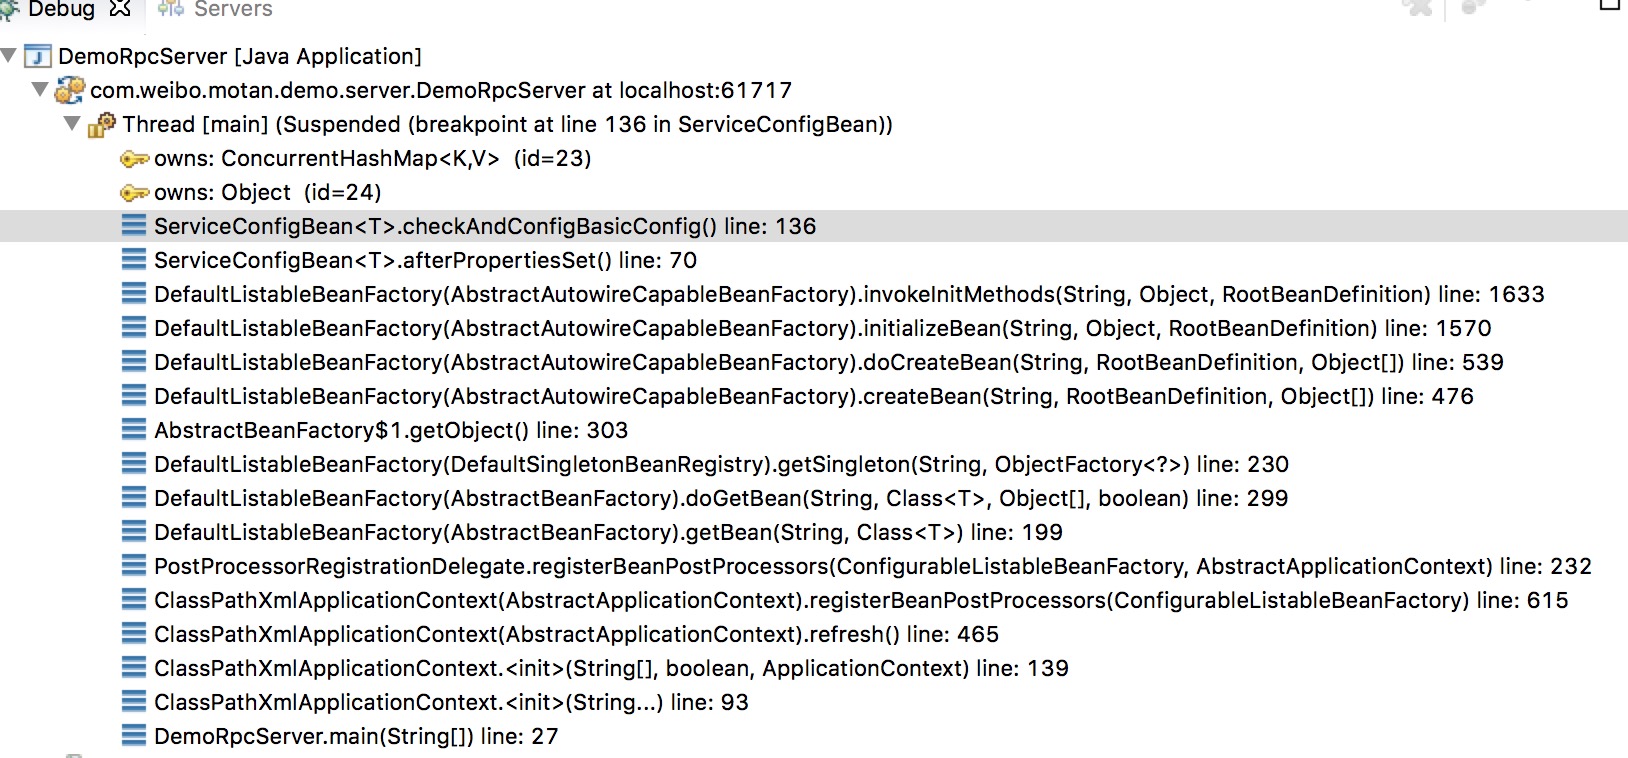 Debug Servers
DemoRpcServer [Java Application]
com.weibo.motan.demo.server.DemoRpcServer at localhost:61717
Thread [main] (Suspended (breakpoint at line 136 in ServiceConfigBean))
owns: ConcurrentHashMap<K,V> (id=23)
owns: Object (id=24)
ServiceConfigBean<T>.checkAndConfigBasicConfig() line: 136
ServiceConfigBean<T>.afterPropertiesSet() line: 70
DefaultListableBeanFactory(AbstractAutowireCapableBeanFactory).invokeInitMethods(String, Object, RootBeanDefinition) line: 1633
DefaultListableBeanFactory(AbstractAutowireCapableBeanFactory).initializeBean(String, Object, RootBeanDefinition) line: 1570
DefaultListableBeanFactory(AbstractAutowireCapableBeanFactory).doCreateBean(String, RootBeanDefinition, Object[]) line: 539
DefaultListableBeanFactory(AbstractAutowireCapableBeanFactory).createBean(String, RootBeanDefinition, Object[]) line: 476
AbstractBeanFactory$1.getObject() line: 303
DefaultListableBeanFactory(DefaultSingletonBeanRegistry).getSingleton(String, ObjectFactory<?>) line: 230
DefaultListableBeanFactory(AbstractBeanFactory).doGetBean(String, Class<T>, Object[], boolean) line: 299
DefaultListableBeanFactory(AbstractBeanFactory).getBean(String, Class<T>) line: 199
PostProcessorRegistrationDelegate.registerBeanPostProcessors(ConfigurableListableBeanFactory, AbstractApplicationContext) line: 232
ClassPathXmlApplicationContext(AbstractApplicationContext).registerBeanPostProcessors(ConfigurableListableBeanFactory) line: 615
ClassPathXmlApplicationContext(AbstractApplicationContext).refresh() line: 465
ClassPathXmlApplicationContext.<init>(String[], boolean, ApplicationContext) line: 139
ClassPathXmlApplicationContext.<init>(String...) line: 93
DemoRpcServer.main(String[]) line: 27